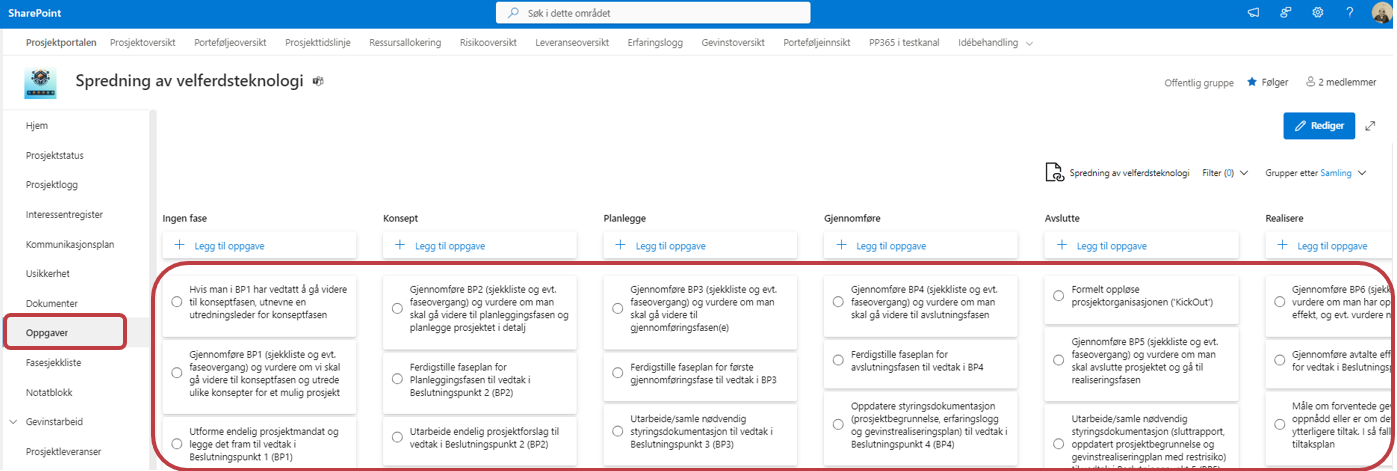 SharePoint
Søk i dette området
?
Prosjektportalen Prosjektoversikt Porteføljeoversikt Prosjekttidslinje Ressursallokering Risikooversikt Leveranseoversikt Erfaringslogg Gevinstoversikt Porteføljeinnsikt PP365 i testkanal Idébehandling
Spredning av velferdsteknologi
Offentlig gruppe Følger 2 medlemmer
Rediger
Hjem
Prosjektstatus
Prosjektlogg
Interessentregister
Kommunikasjonsplan
Usikkerhet
Dokumenter
Oppgaver
Fasesjekkliste
Notatblokk
Gevinstarbeid
Prosjektleveranser
Spredning av velferdsteknologi Filter (0) Grupper etter Samling
Ingen fase
Legg til oppgave
Hvis man i BP1 har vedtatt å gå videre
til konseptfasen, utnevne en
utredningsleder for konseptfasen
Gjennomføre BP1 (sjekkliste og evt.
faseovergang) og vurdere om vi skal
gå videre til konseptfasen og utrede
ulike konsepter for et mulig prosjekt
Utforme endelig prosjektmandat og
legge det fram til vedtak i
Beslutningspunkt 1 (BP1)
Konsept
Legg til oppgave
Gjennomføre BP2 (sjekkliste og evt.
faseovergang) og vurdere om man
skal gå videre til planleggingsfasen og
planlegge prosjektet i detalj
Ferdigstille faseplan for
Planleggingsfasen til vedtak i
Beslutningspunkt 2 (BP2)
Utarbeide endelig prosjektforslag til
vedtak i Beslutningspunkt 2 (BP2)
Planlegge
Legg til oppgave
Gjennomføre BP3 (sjekkliste og evt.
faseovergang) og vurdere om man
skal gå videre til
gjennomføringsfasen(e)
Ferdigstille faseplan for første
gjennomføringsfase til vedtak i BP3
Utarbeide/samle nødvendig
styringsdokumentasjon til vedtak i
Beslutningspunkt 3 (BP3)
Gjennomføre
Legg til oppgave
Gjennomføre BP4 (sjekkliste og evt.
faseovergang) og vurdere om man
skal gå videre til avslutningsfasen
Ferdigstille faseplan for
avslutningsfasen til vedtak i BP4
Oppdatere styringsdokumentasjon
(prosjektbegrunnelse, erfaringslogg
og gevinstrealiseringsplan) til vedtak i
Beslutningspunkt 4 (BP4)
Avslutte
Legg til oppgave
Formelt oppløse
prosjektorganisasjonen ('KickOut')
Gjennomføre BP5 (sjekkliste og evt.
faseovergang) og vurdere om man
skal avslutte prosjektet og gå til
realiseringsfasen
Utarbeide/samle nødvendig
styringsdokumentasjon (sluttrapport,
oppdatert prosjektbegrunnelse og
gevinstrealiseringplan med restrisiko)
Realisere
Legg til oppgave
Gjennomføre BP6 (sjekk
vurdere om man har op
effekt, og evt. vurdere n
Gjennomføre avtalte eff
for vedtak i Beslutningsp
Måle om forventede ge
oppnådd eller er om de
ytterligere tiltak. I så fall
tiltaksplan